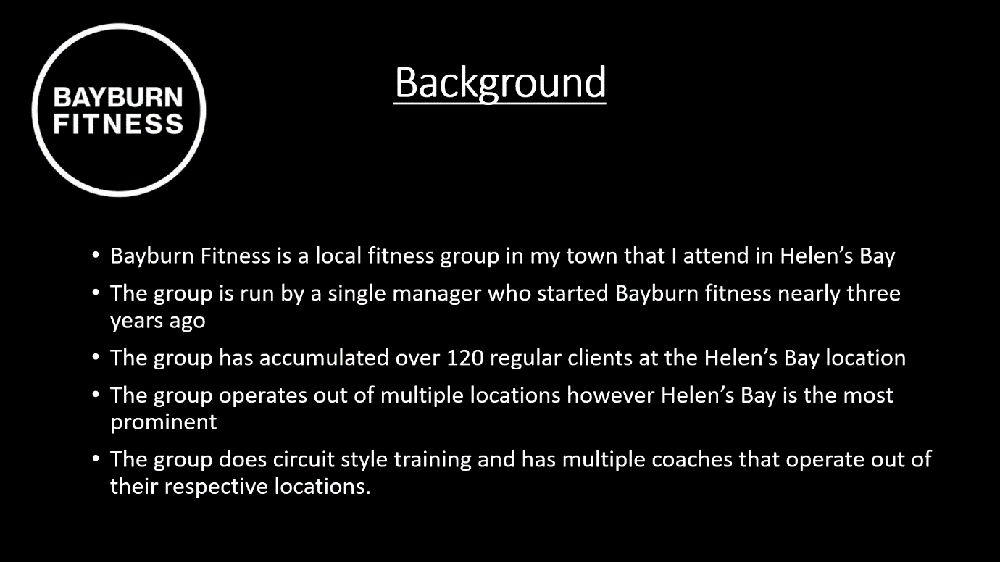 BAYBURN
FITNESS
Background
• Bayburn Fitness is a local fitness group in my town that I attend in Helen’s Bay
• The group is run by a single manager who started Bayburn fitness nearly three
years ago
• The group has accumulated over 120 regular clients at the Helen’s Bay location
• The group operates out of multiple locations however Helen’s Bay is the most
prominent
• The group does circuit style training and has multiple coaches that operate out of
their respective locations.